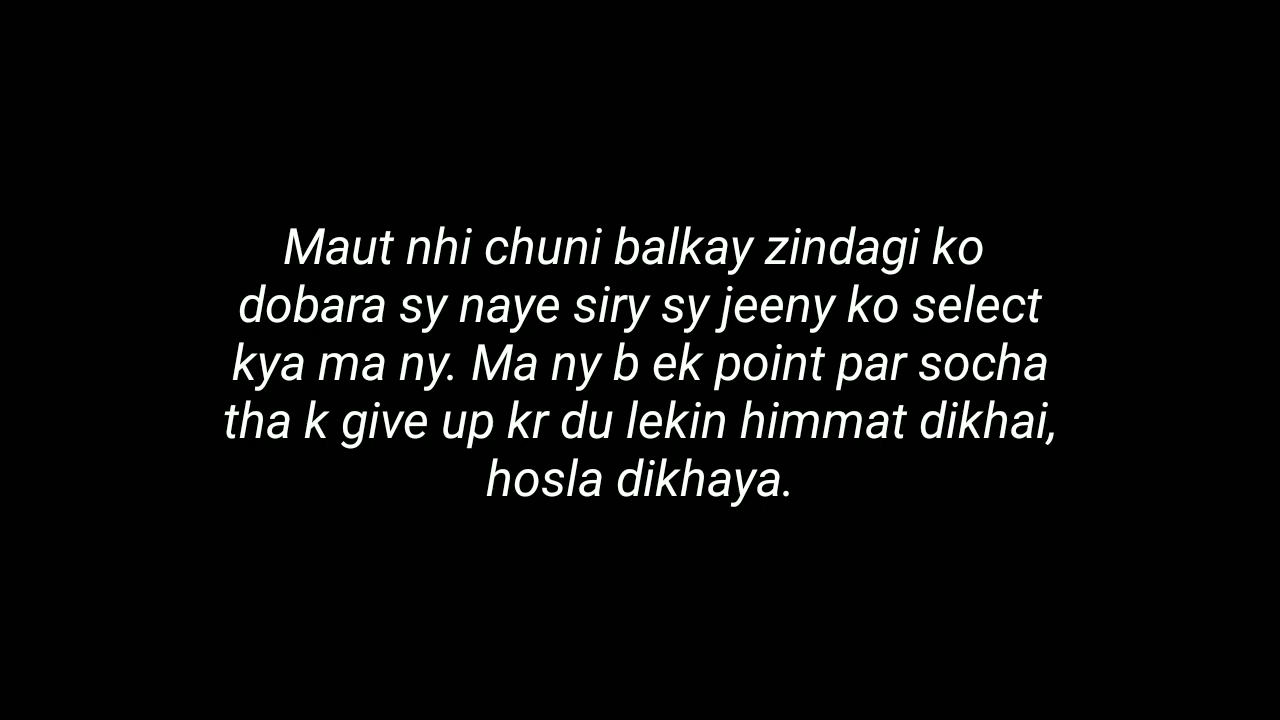 Maut nhi chuni balkay zindagi ko
dobara sy naye siry sy jeeny ko select
kya ma ny. Ma ny b ek point par socha
tha k give up kr du lekin himmat dikhai,
hosla dikhaya.